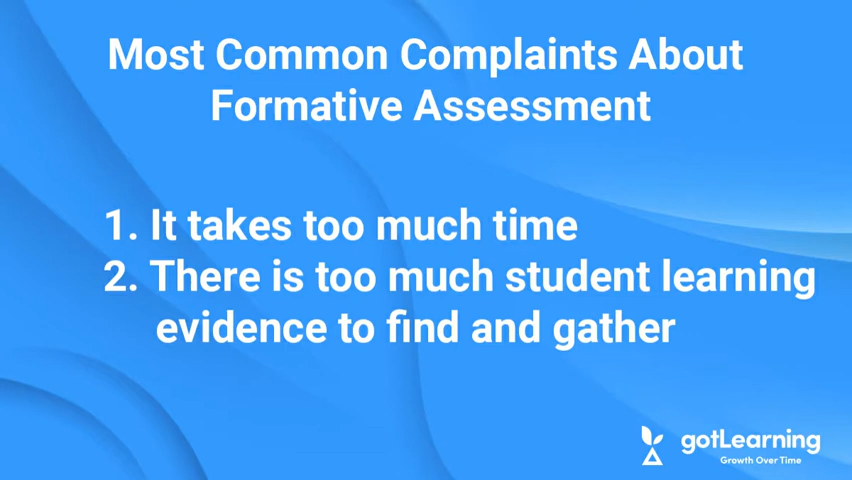 Most Common Complaints About
Formative Assessment
1. It takes too much time
2. There is too much student learning
evidence to find and gather
gotLearning
Growth Over Time